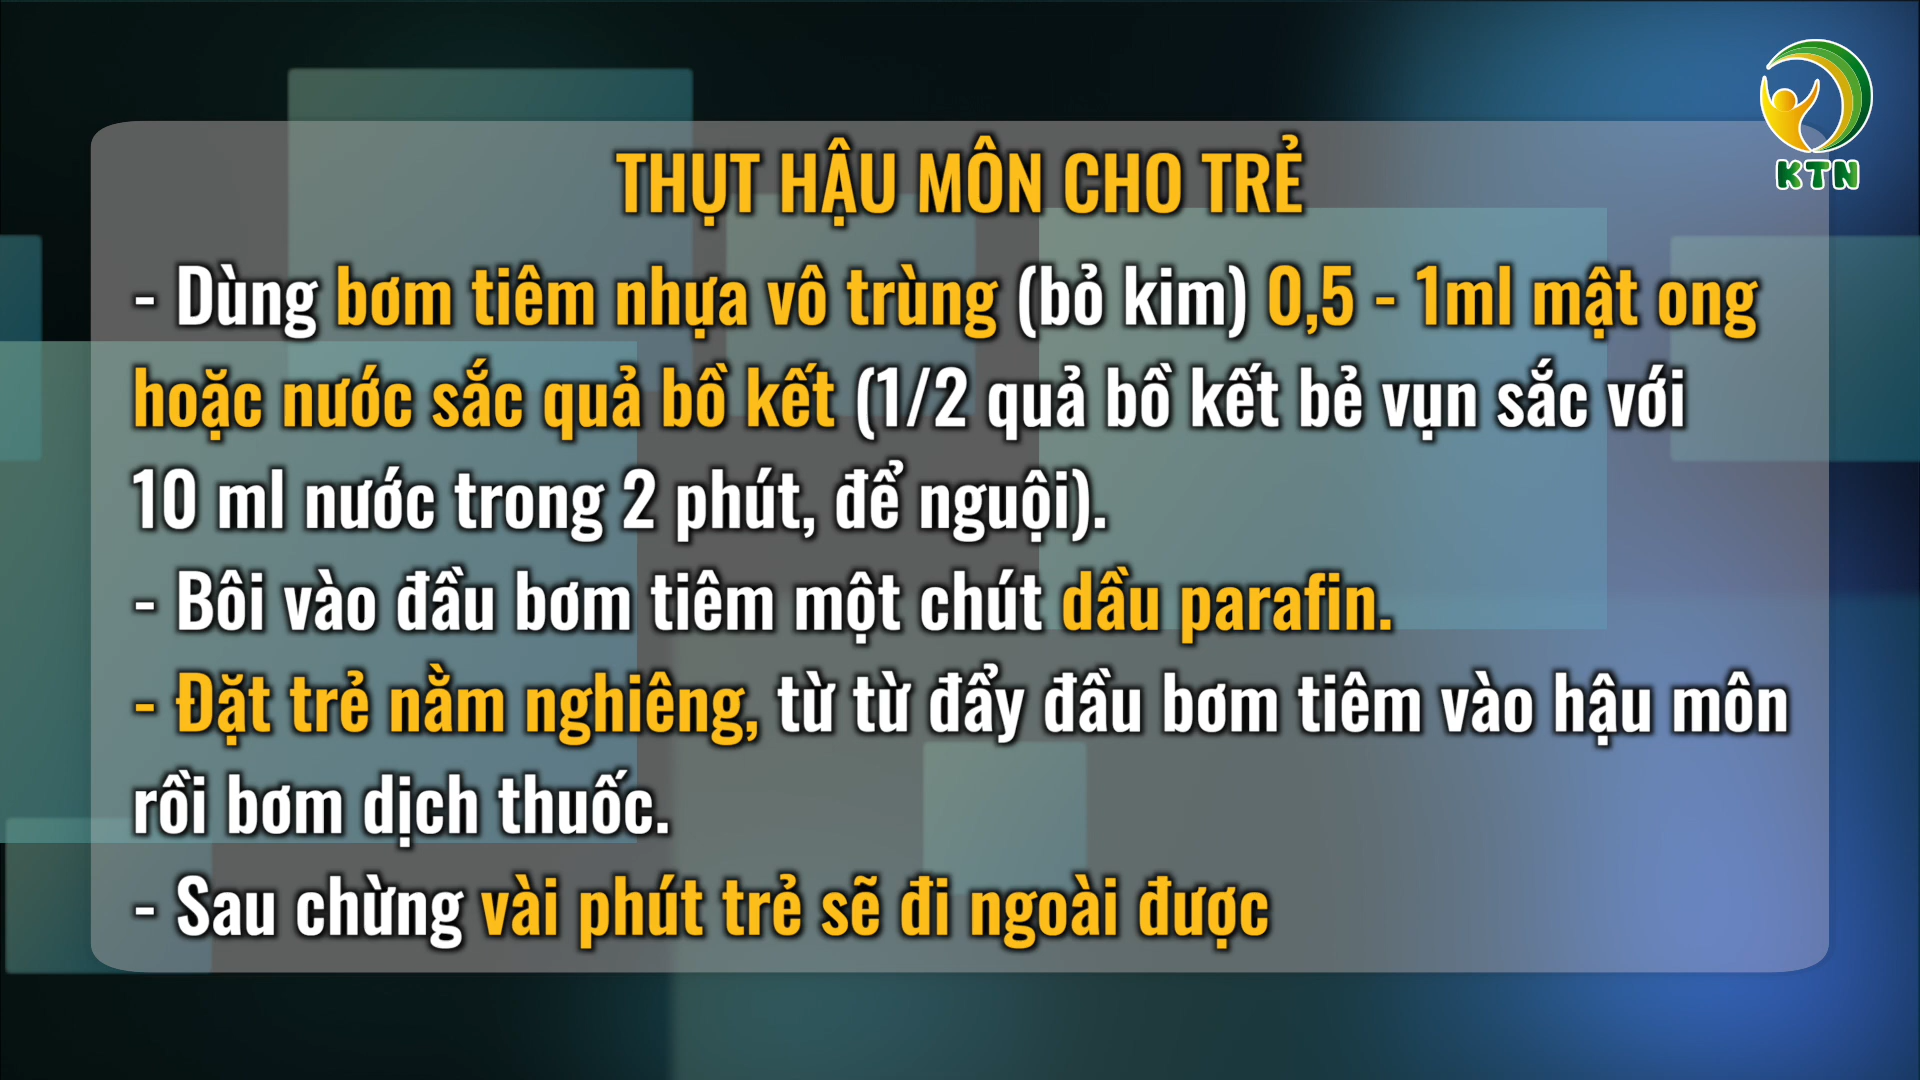 KTN
THỤT HẬU MÔN CHO TRẺ
- Dùng bơm tiêm nhựa vô trùng (bỏ kim) 0,5 - 1ml mật ong
hoặc nước sắc quả bồ kết (1/2 quả bồ kết bẻ vụn sắc với
10 ml nước trong 2 phút, để nguội).
- Bôi vào đầu bơm tiêm một chút dầu parafin.
- Đặt trẻ nằm nghiêng, từ từ đẩy đầu bơm tiêm vào hậu môn
rồi bơm dịch thuốc.
- Sau chừng vài phút trẻ sẽ đi ngoài được